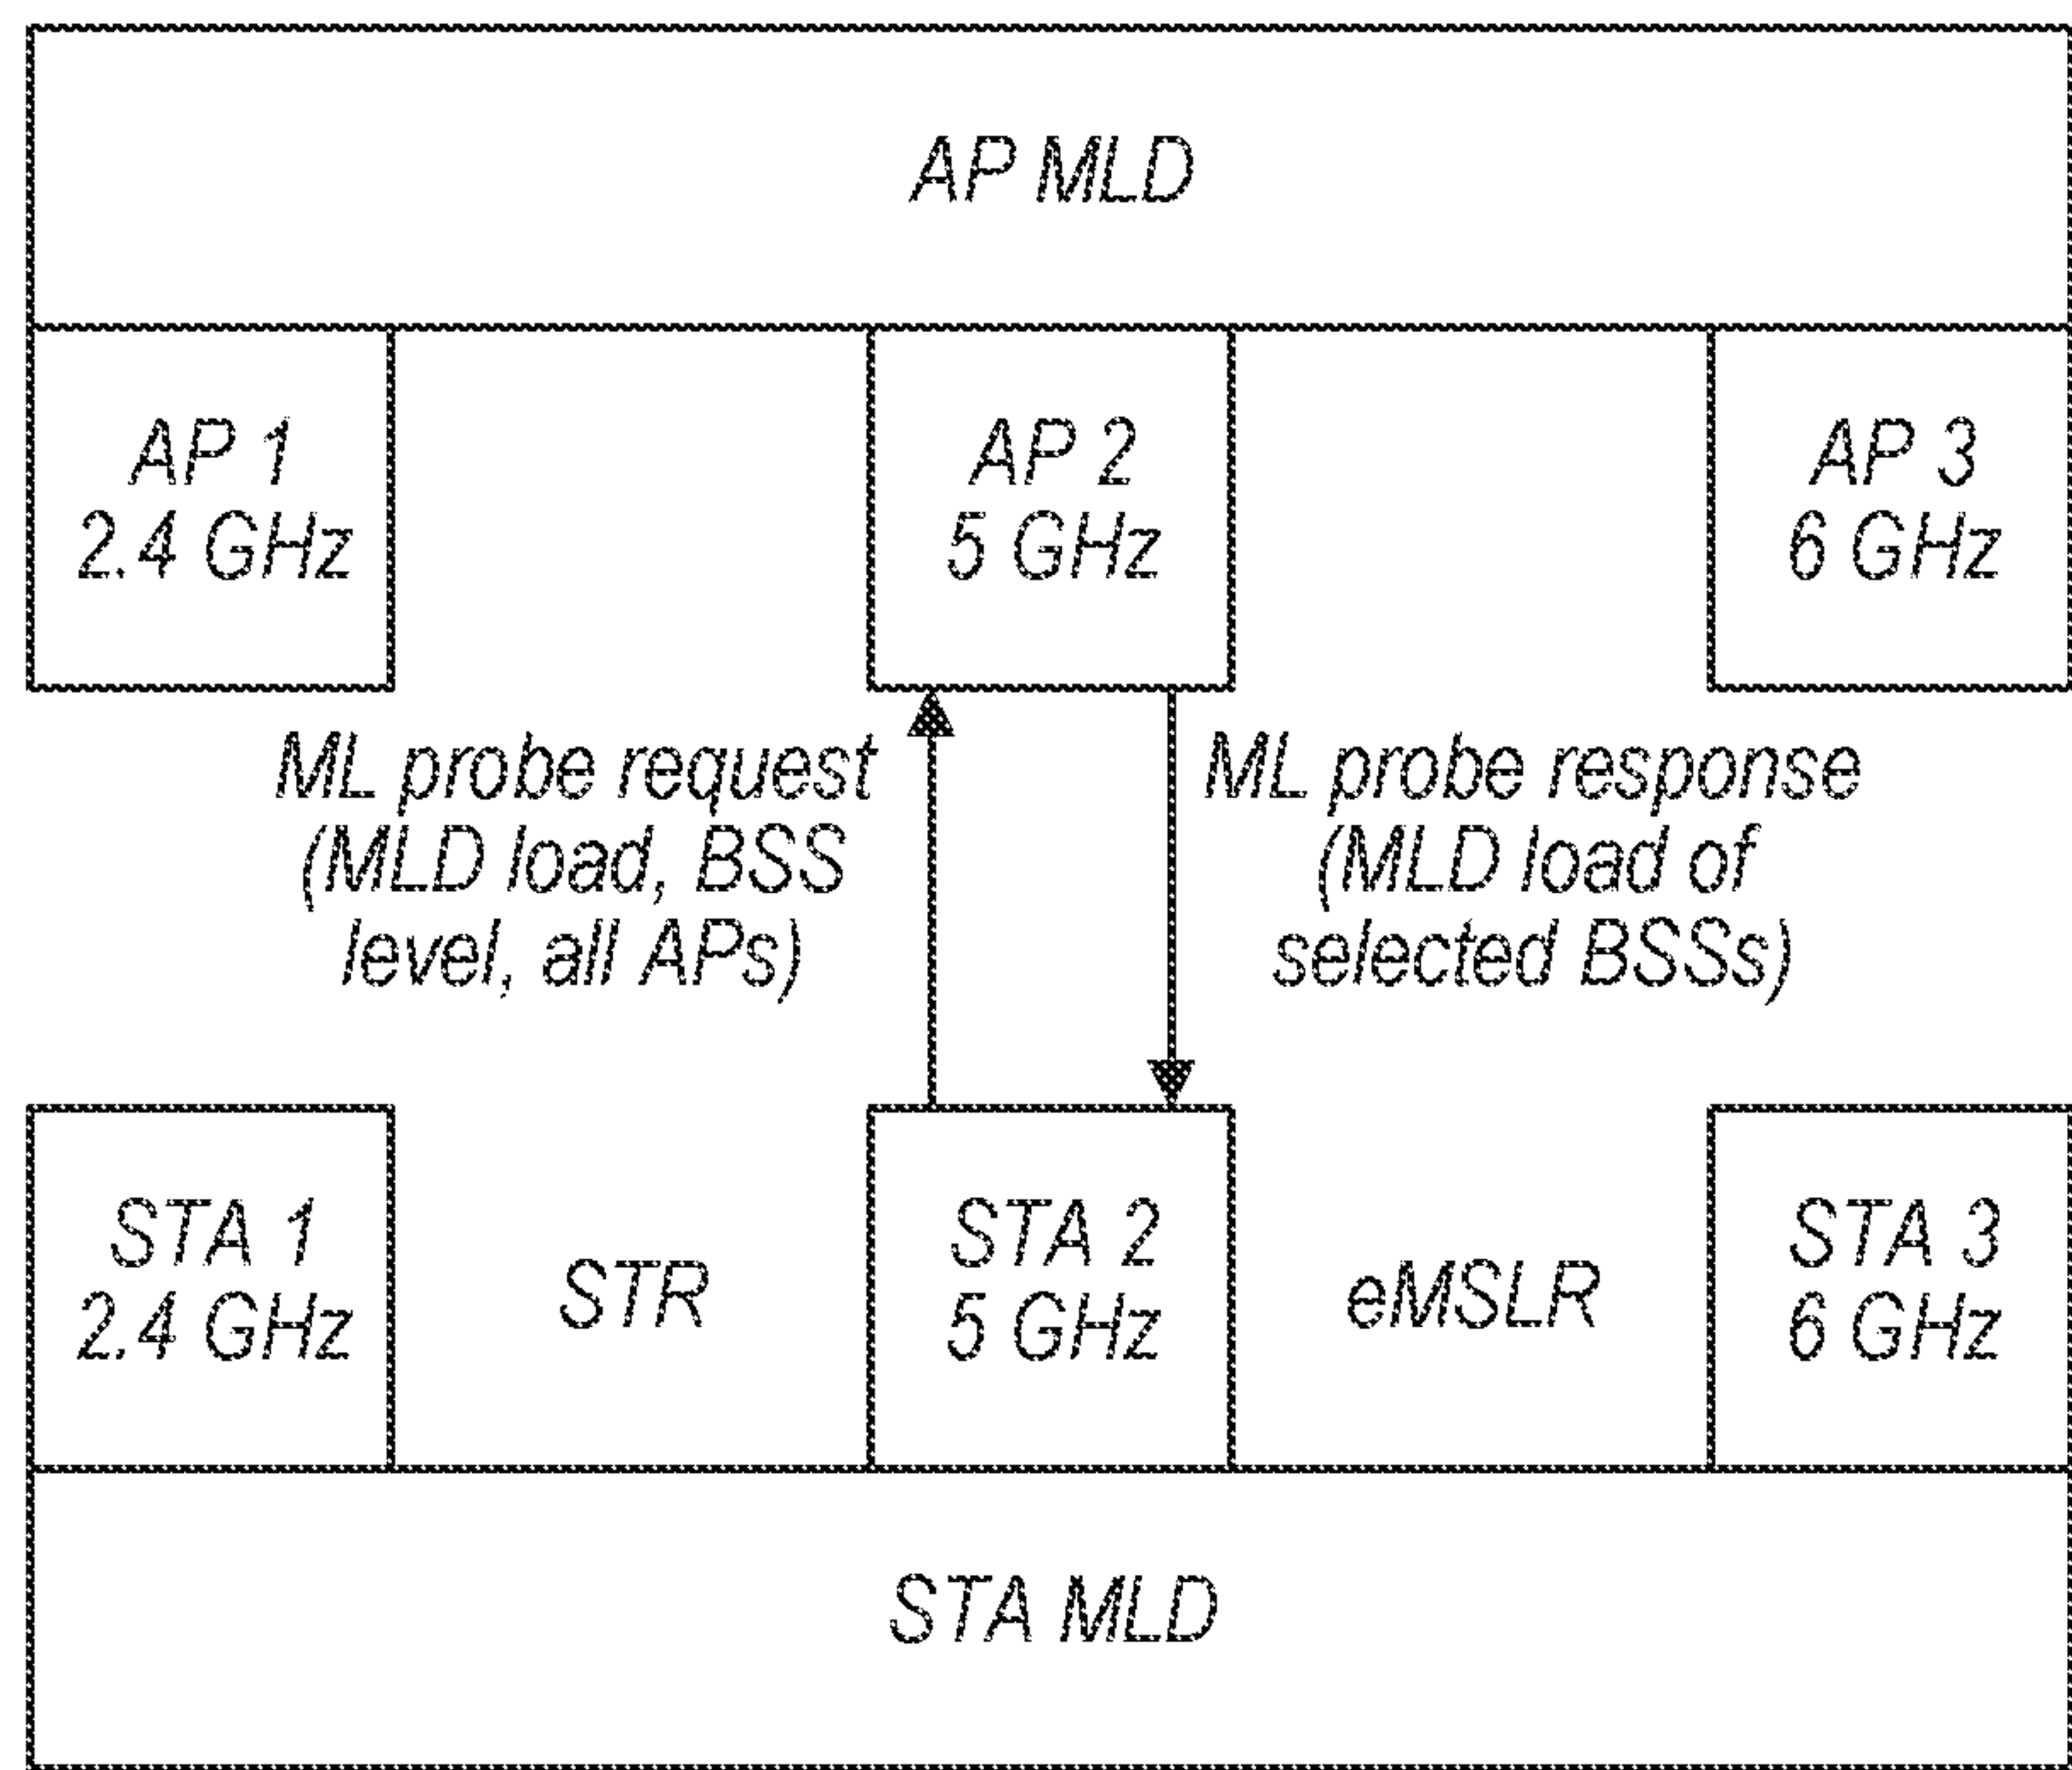 AP MLD
AP 1
2.4 GHz
AP 2
5 GHz
AP 3
6 GHz
ML probe request
(MLD load, BSS
level, all APs)
ML probe response
(MLD load of
selected BSSs)
STA 1
2.4 GHz
STR
STA 2
5 GHz
eMSLR
STA 3
6 GHz
STA MLD